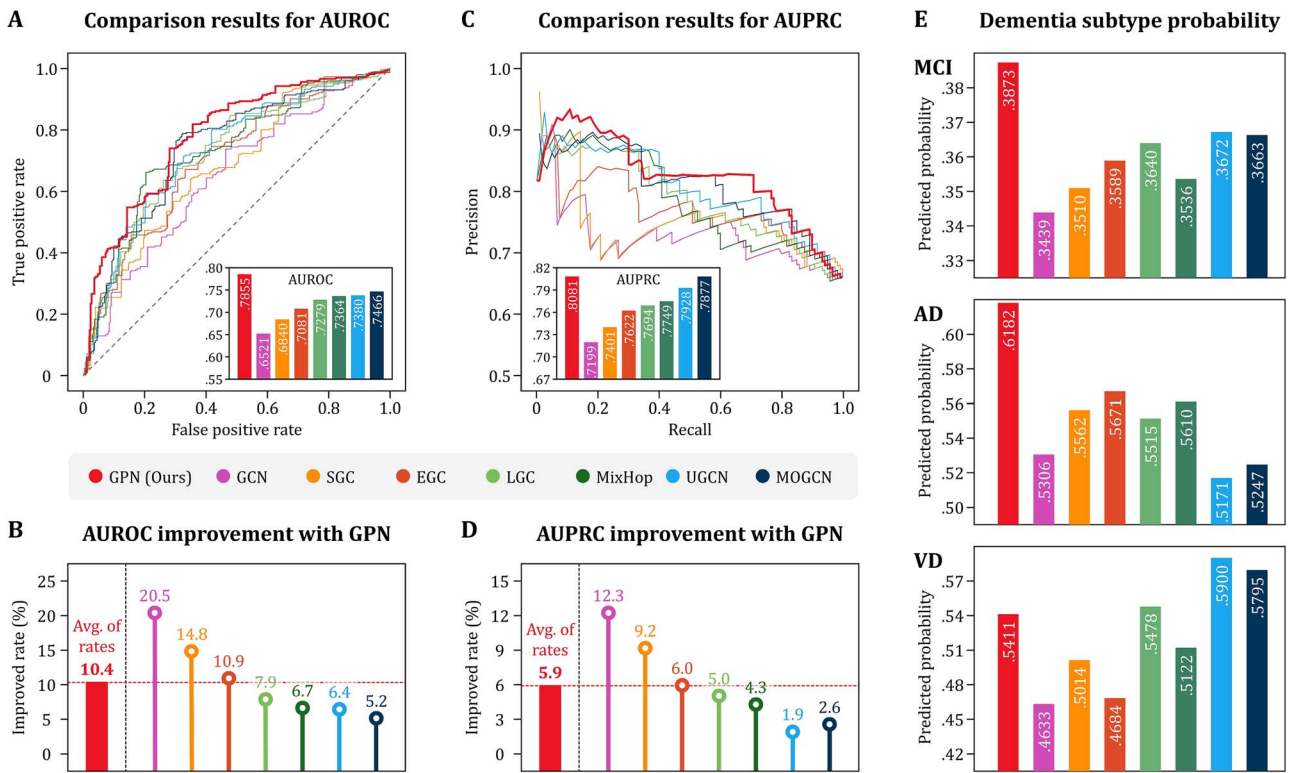 A Comparison results for AUROC
True positive rate
1.0
0.8
0.6
0.4
0.2
0
0 0.2 0.4 0.6 0.8 1.0
False positive rate
AUROC
.80
.75
.70
.65
.60
.55
.7855 .6521 .6840 .7081 .7279 .7364 .7380 .7466
C Comparison results for AUPRC
Precision
1.0
0.9
0.8
0.7
0.6
0.5
0 0.2 0.4 0.6 0.8 1.0
Recall
AUPRC
.82
.79
.76
.73
.70
.67
.8081 .7199 .7401 .7622 .7694 .7749 .7928 .7877
GPN (Ours) GCN SGC EGC LGC MixHop UGCN MOGCN
B AUROC improvement with GPN
Improved rate (%)
25
20
15
10
5
0
Avg. of
rates
10.4
20.5 14.8 10.9 7.9 6.7 6.4 5.2
D AUPRC improvement with GPN
Improved rate (%)
15
12
9
6
3
0
Avg. of
rates
5.9
12.3 9.2 6.0 5.0 4.3 1.9 2.6
E Dementia subtype probability
MCI
Predicted probability
.38
.37
.36
.35
.34
.33
.3873 .3439 .3510 .3589 .3640 .3536 .3672 .3663
AD
Predicted probability
.60
.58
.56
.54
.52
.50
.6182 .5306 .5562 .5671 .5515 .5610 .5171 .5247
VD
Predicted probability
.57
.54
.51
.48
.45
.42
.5411 .4633 .5014 .4684 .5478 .5122 .5900 .5795